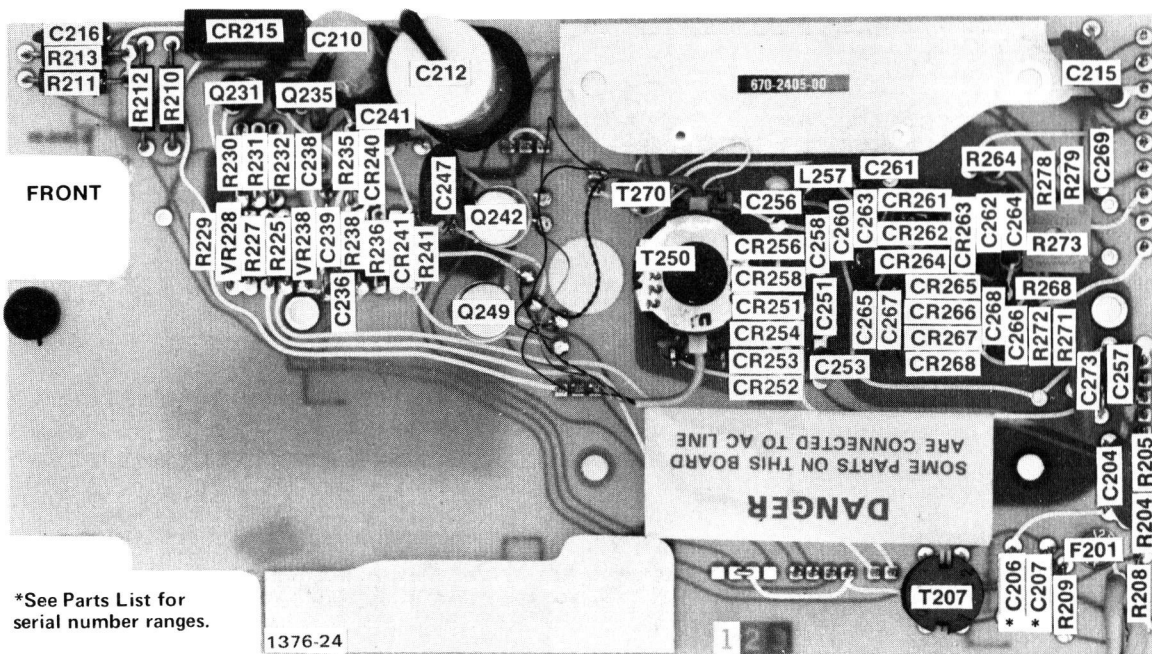 C216
R213
R211
R212
R210
CR215
C210
C212
Q231
Q235
C241
670-2405-00
C215
FRONT
R230
R231
R232
C238
R235
CR240
C247
Q242
T270
L257
C261
R264
R278
R279
C269
C256
C258
C260
C263
CR261
CR262
CR264
CR263
C262
C264
R273
R229
VR228
R227
R225
VR238
C239
R238
R236
CR241
R241
C236
Q249
T250
CR256
CR258
CR251
CR254
CR253
CR252
C251
C253
C265
C267
CR265
CR266
CR267
CR268
C268
C266
R268
R272
R271
C273
C257
DANGER
SOME PARTS ON THIS BOARD
ARE CONNECTED TO AC LINE
C204
R204
R205
F201
T207
*C206
*C207
R209
R208
*See Parts List for
serial number ranges.
1376-24
1 2